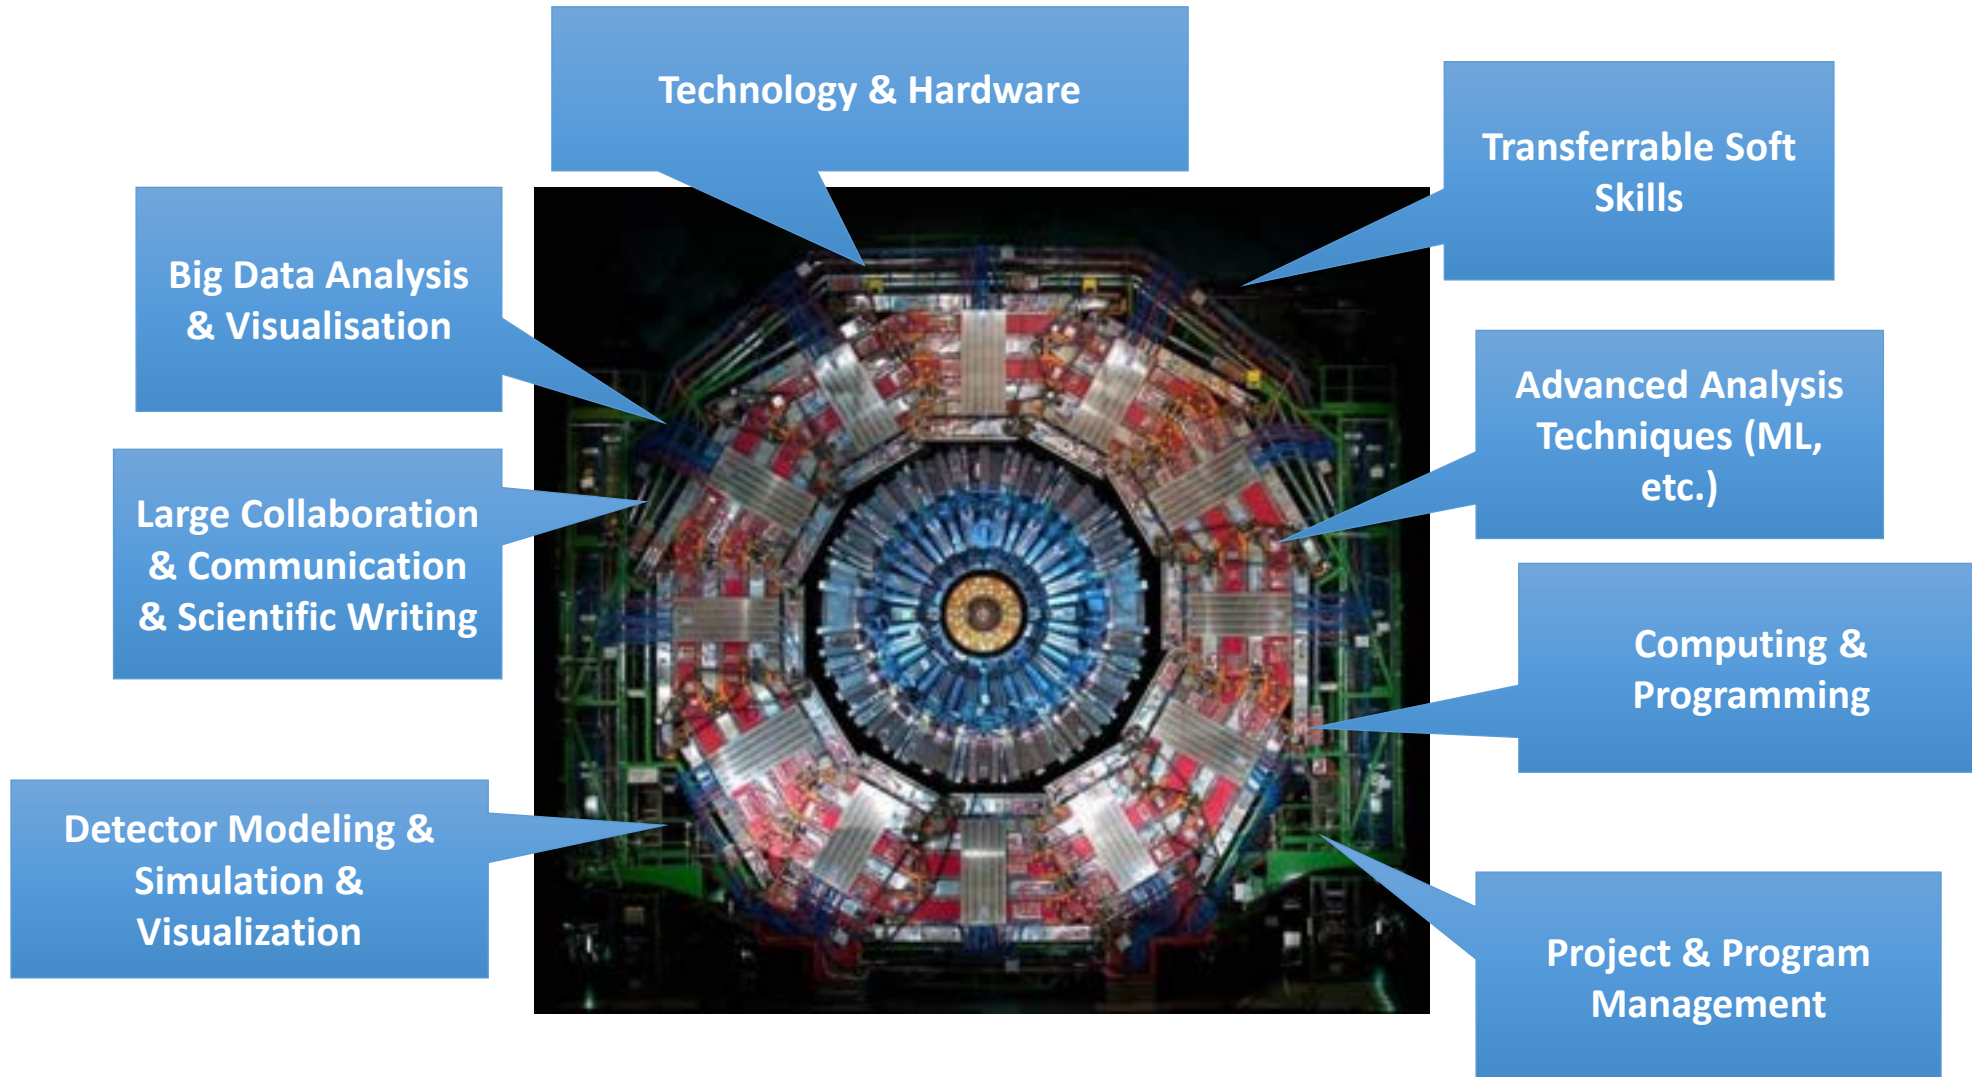 Technology & Hardware
Transferrable Soft
Skills
Big Data Analysis
& Visualisation
Advanced Analysis
Techniques (ML,
etc.)
Large Collaboration
& Communication
& Scientific Writing
Computing &
Programming
Detector Modeling &
Simulation &
Visualization
Project & Program
Management